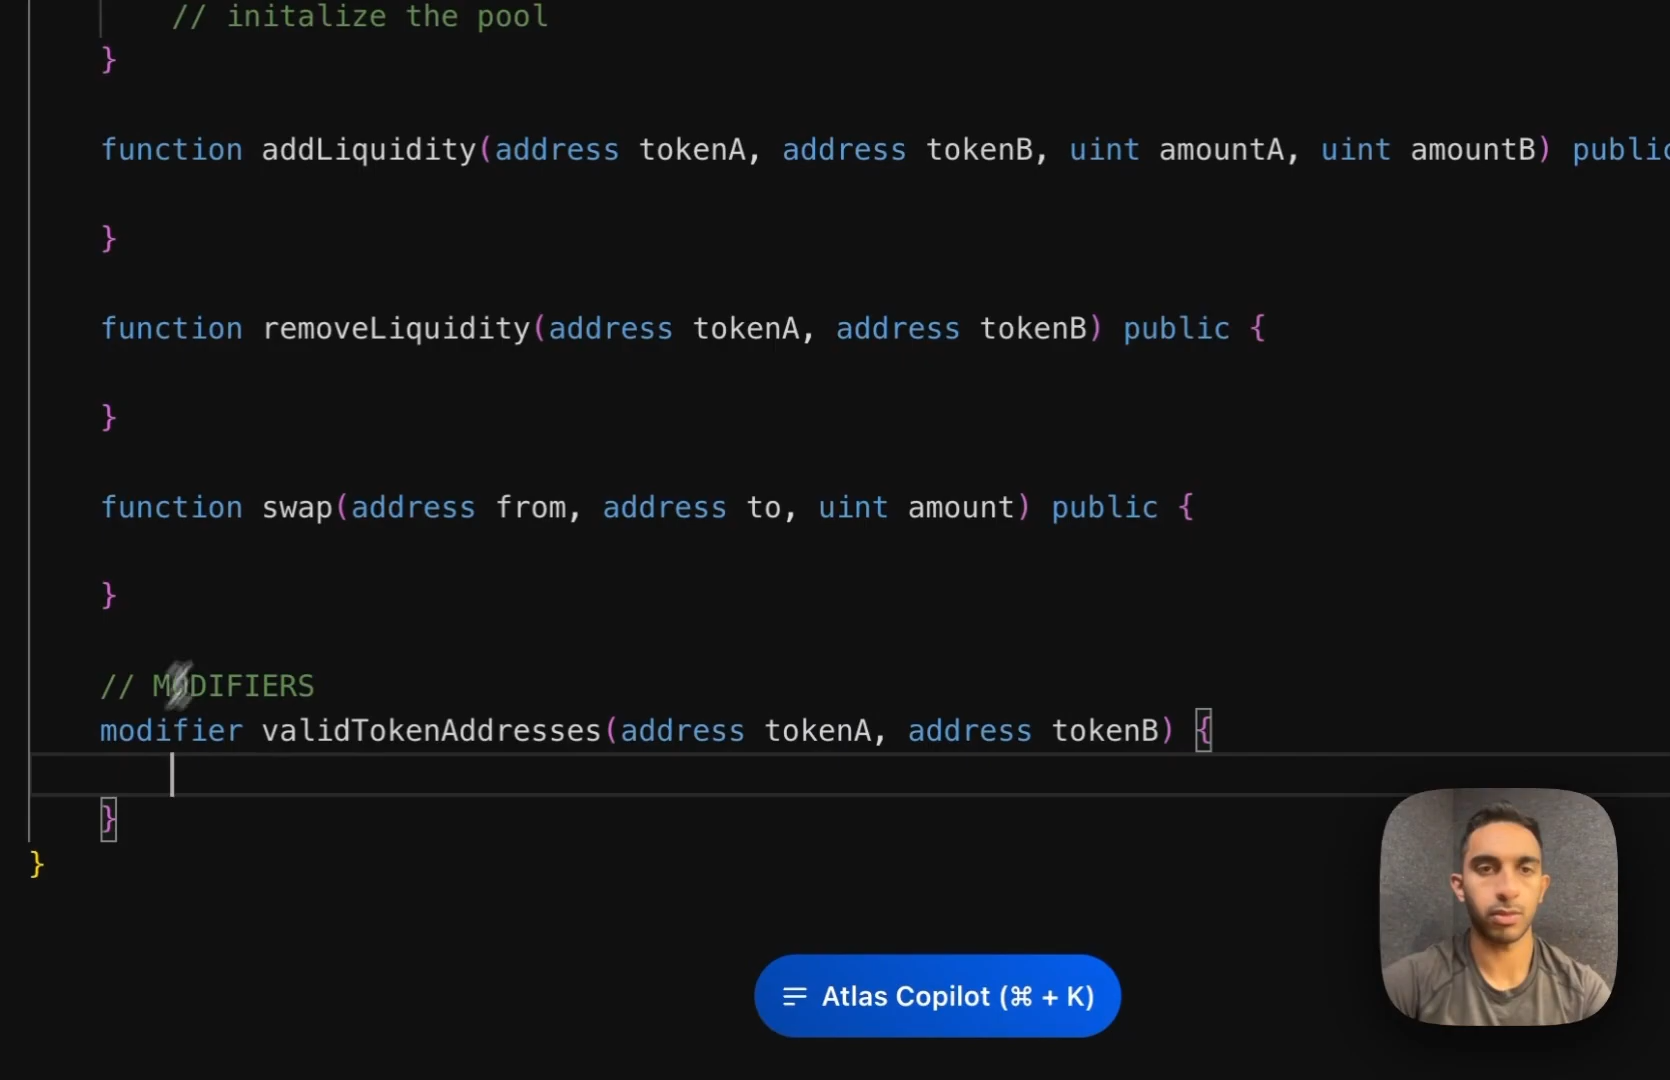 // initalize the pool
}
function addLiquidity(address tokenA, address tokenB, uint amountA, uint amountB) public
}
function removeLiquidity(address tokenA, address tokenB) public {
}
function swap(address from, address to, uint amount) public {
}
// MODIFIERS
modifier validTokenAddresses(address tokenA, address tokenB) {
}
}
Atlas Copilot (⌘ + K)